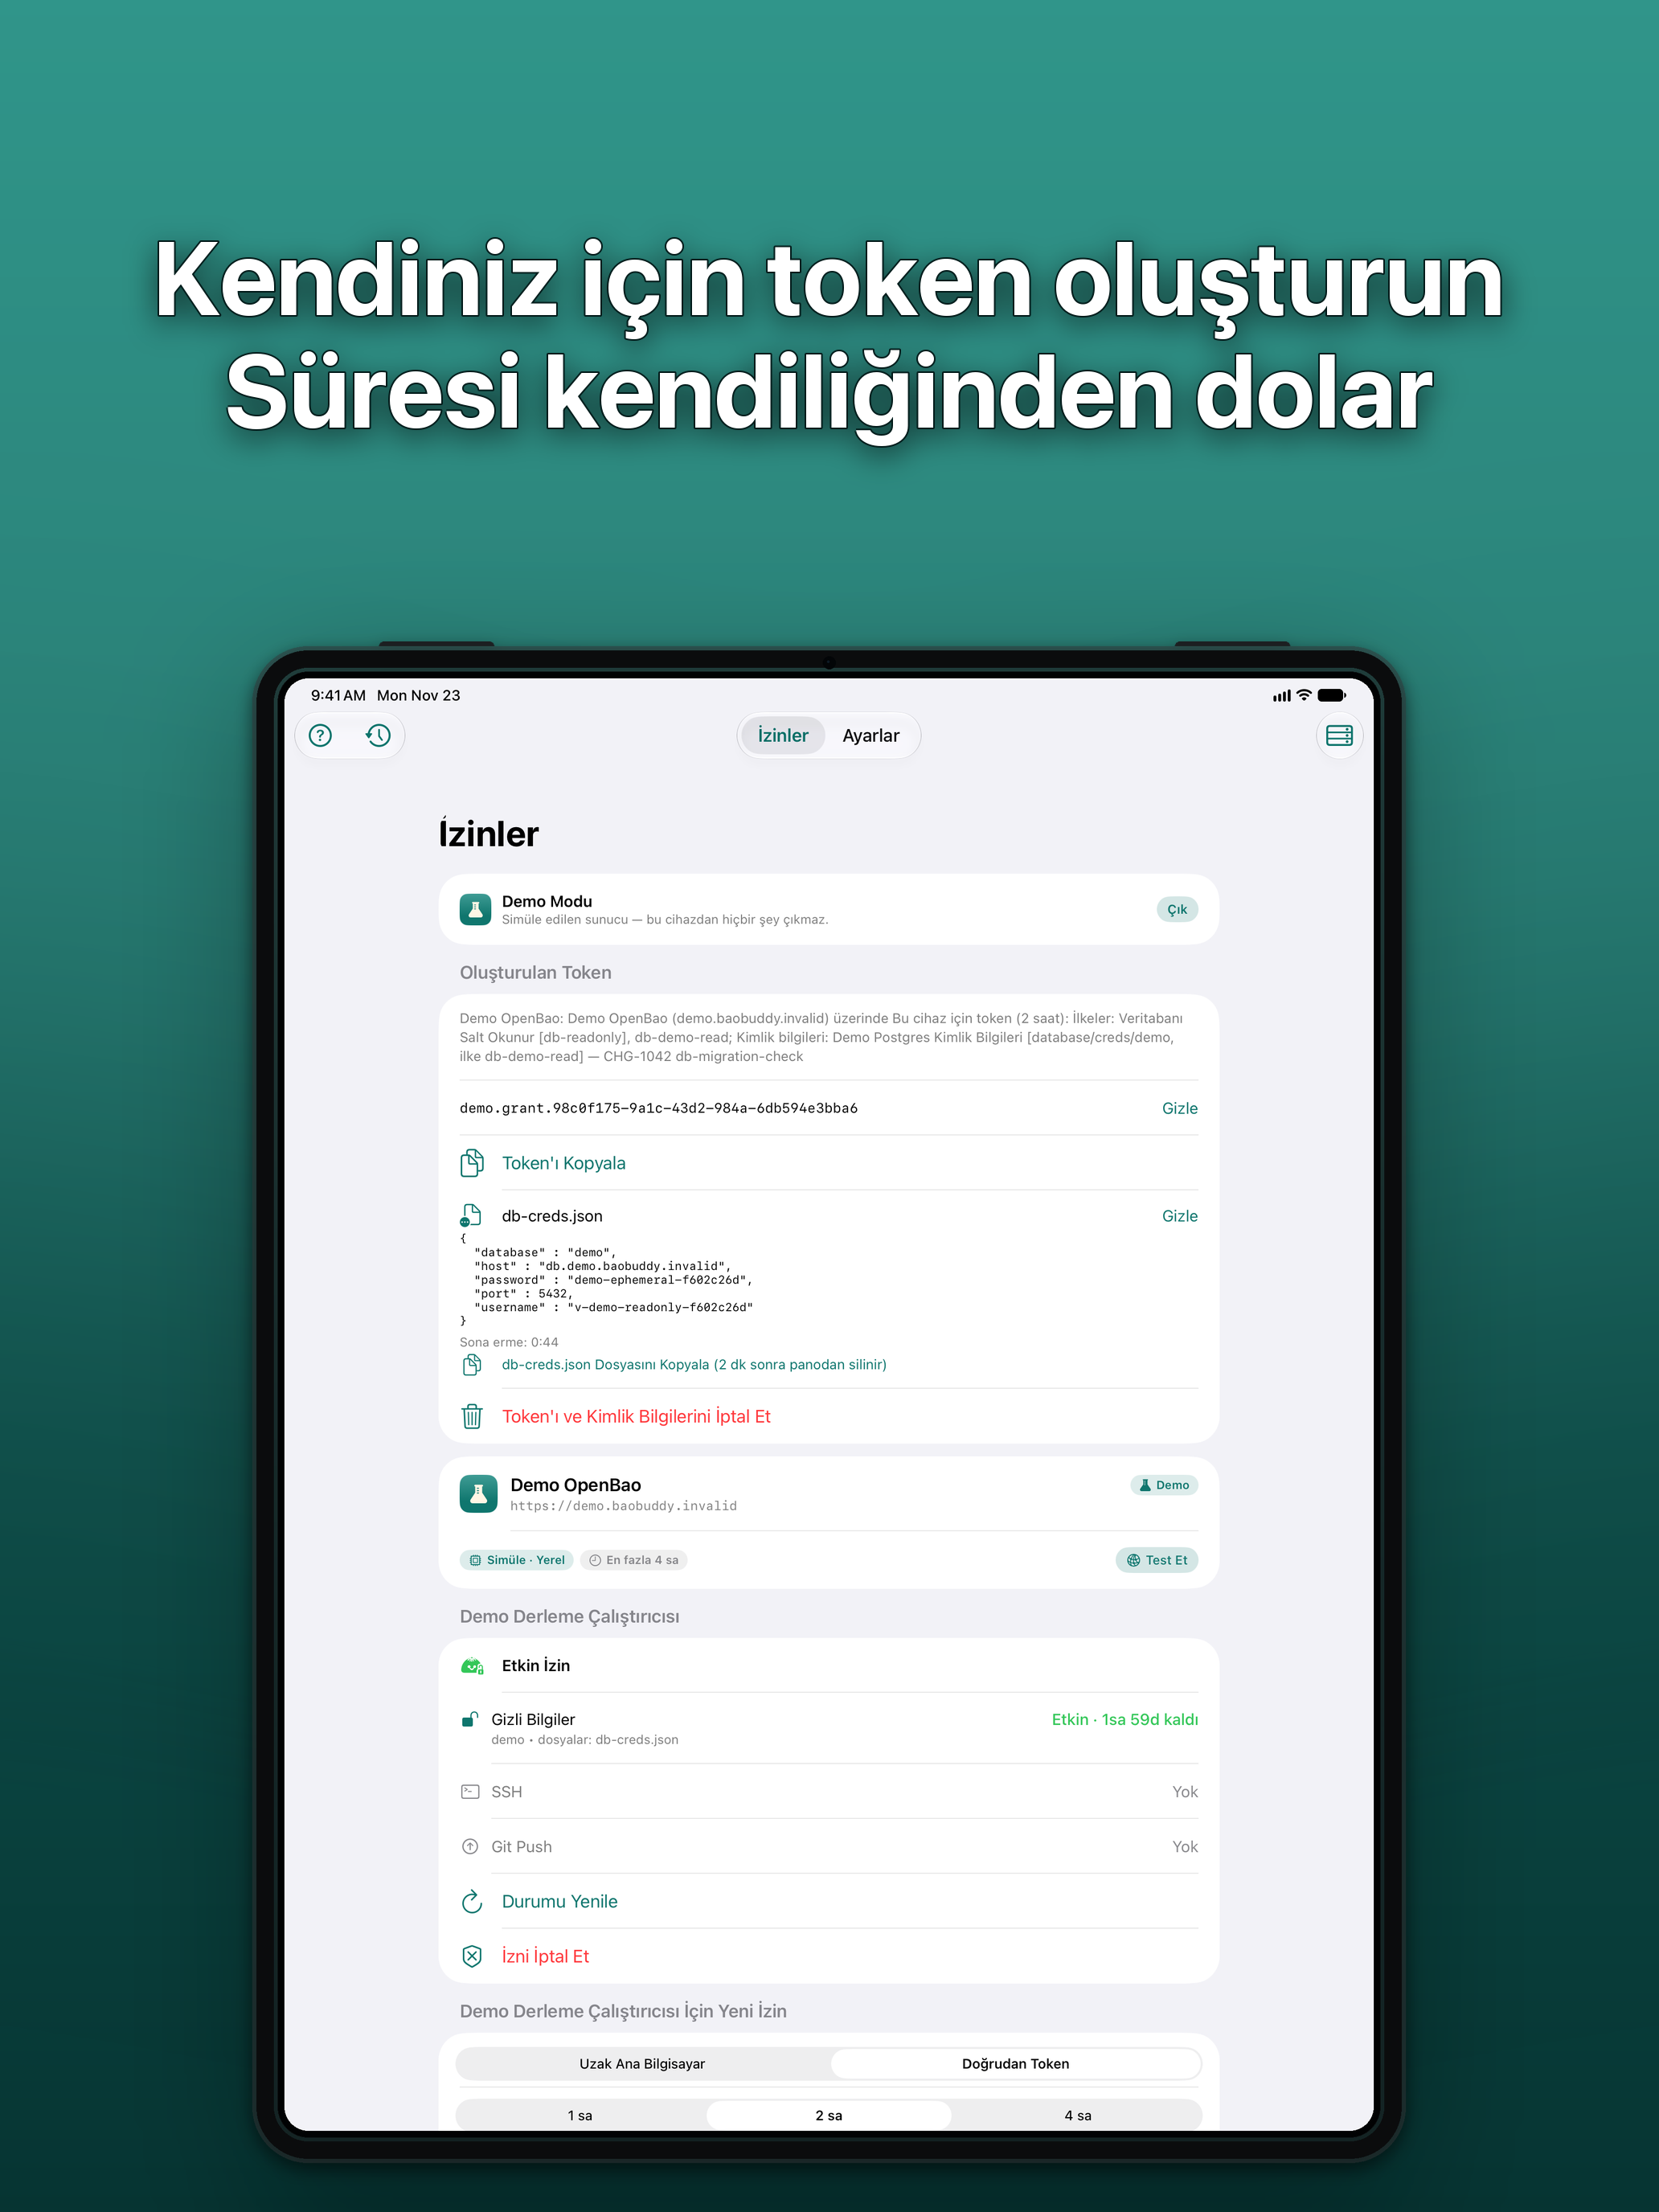 Kendiniz için token oluşturun
Süresi kendiliğinden dolar
9:41 AM Mon Nov 23
İzinler Ayarlar
İzinler
Demo Modu
Simüle edilen sunucu — bu cihazdan hiçbir şey çıkmaz.
Çık
Oluşturulan Token
Demo OpenBao: Demo OpenBao (demo.baobuddy.invalid) üzerinde Bu cihaz için token (2 saat): İlkeler: Veritabanı
Salt Okunur [db-readonly], db-demo-read; Kimlik bilgileri: Demo Postgres Kimlik Bilgileri [database/creds/demo,
ilke db-demo-read] — CHG-1042 db-migration-check
demo.grant.98c0f175-9a1c-43d2-984a-6db594e3bba6 Gizle
Token'ı Kopyala
db-creds.json Gizle
{
"database" : "demo",
"host" : "db.demo.baobuddy.invalid",
"password" : "demo-ephemeral-f602c26d",
"port" : 5432,
"username" : "v-demo-readonly-f602c26d"
}
Sona erme: 0:44
db-creds.json Dosyasını Kopyala (2 dk sonra panodan silinir)
Token'ı ve Kimlik Bilgilerini İptal Et
Demo OpenBao
https://demo.baobuddy.invalid
Demo
Simüle · Yerel En fazla 4 sa Test Et
Demo Derleme Çalıştırıcısı
Etkin İzin
Gizli Bilgiler Etkin · 1sa 59d kaldı
demo • dosyalar: db-creds.json
SSH Yok
Git Push Yok
Durumu Yenile
İzni İptal Et
Demo Derleme Çalıştırıcısı İçin Yeni İzin
Uzak Ana Bilgisayar Doğrudan Token
1 sa 2 sa 4 sa